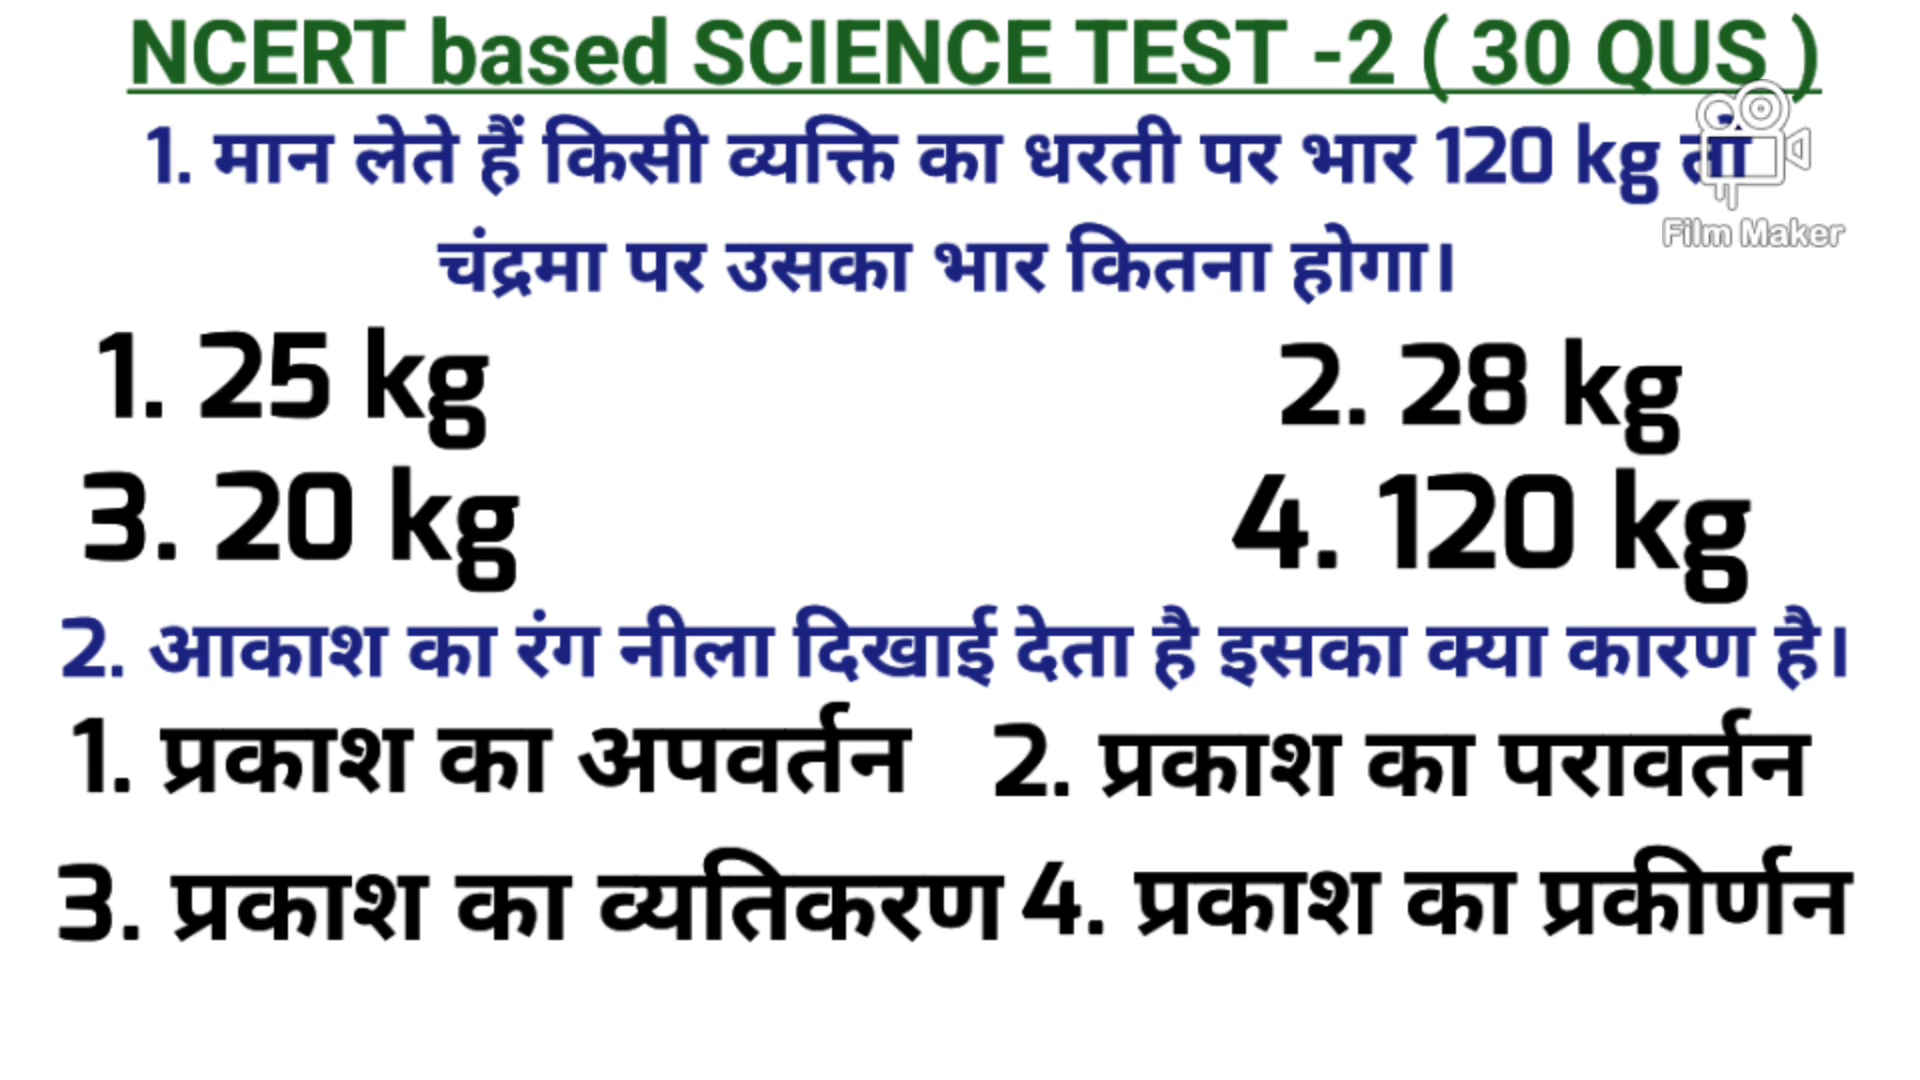 NCERT based SCIENCE TEST -2 ( 30 QUS )
1. मान लेते हैं किसी व्यक्ति का धरती पर भार 120 kg तो
Film Maker
चंद्रमा पर उसका भार कितना होगा।
1. 25 kg 2. 28 kg
3. 20 kg 4. 120 kg
2. आकाश का रंग नीला दिखाई देता है इसका क्या कारण है।
1. प्रकाश का अपवर्तन 2. प्रकाश का परावर्तन
3. प्रकाश का व्यतिकरण 4. प्रकाश का प्रकीर्णन